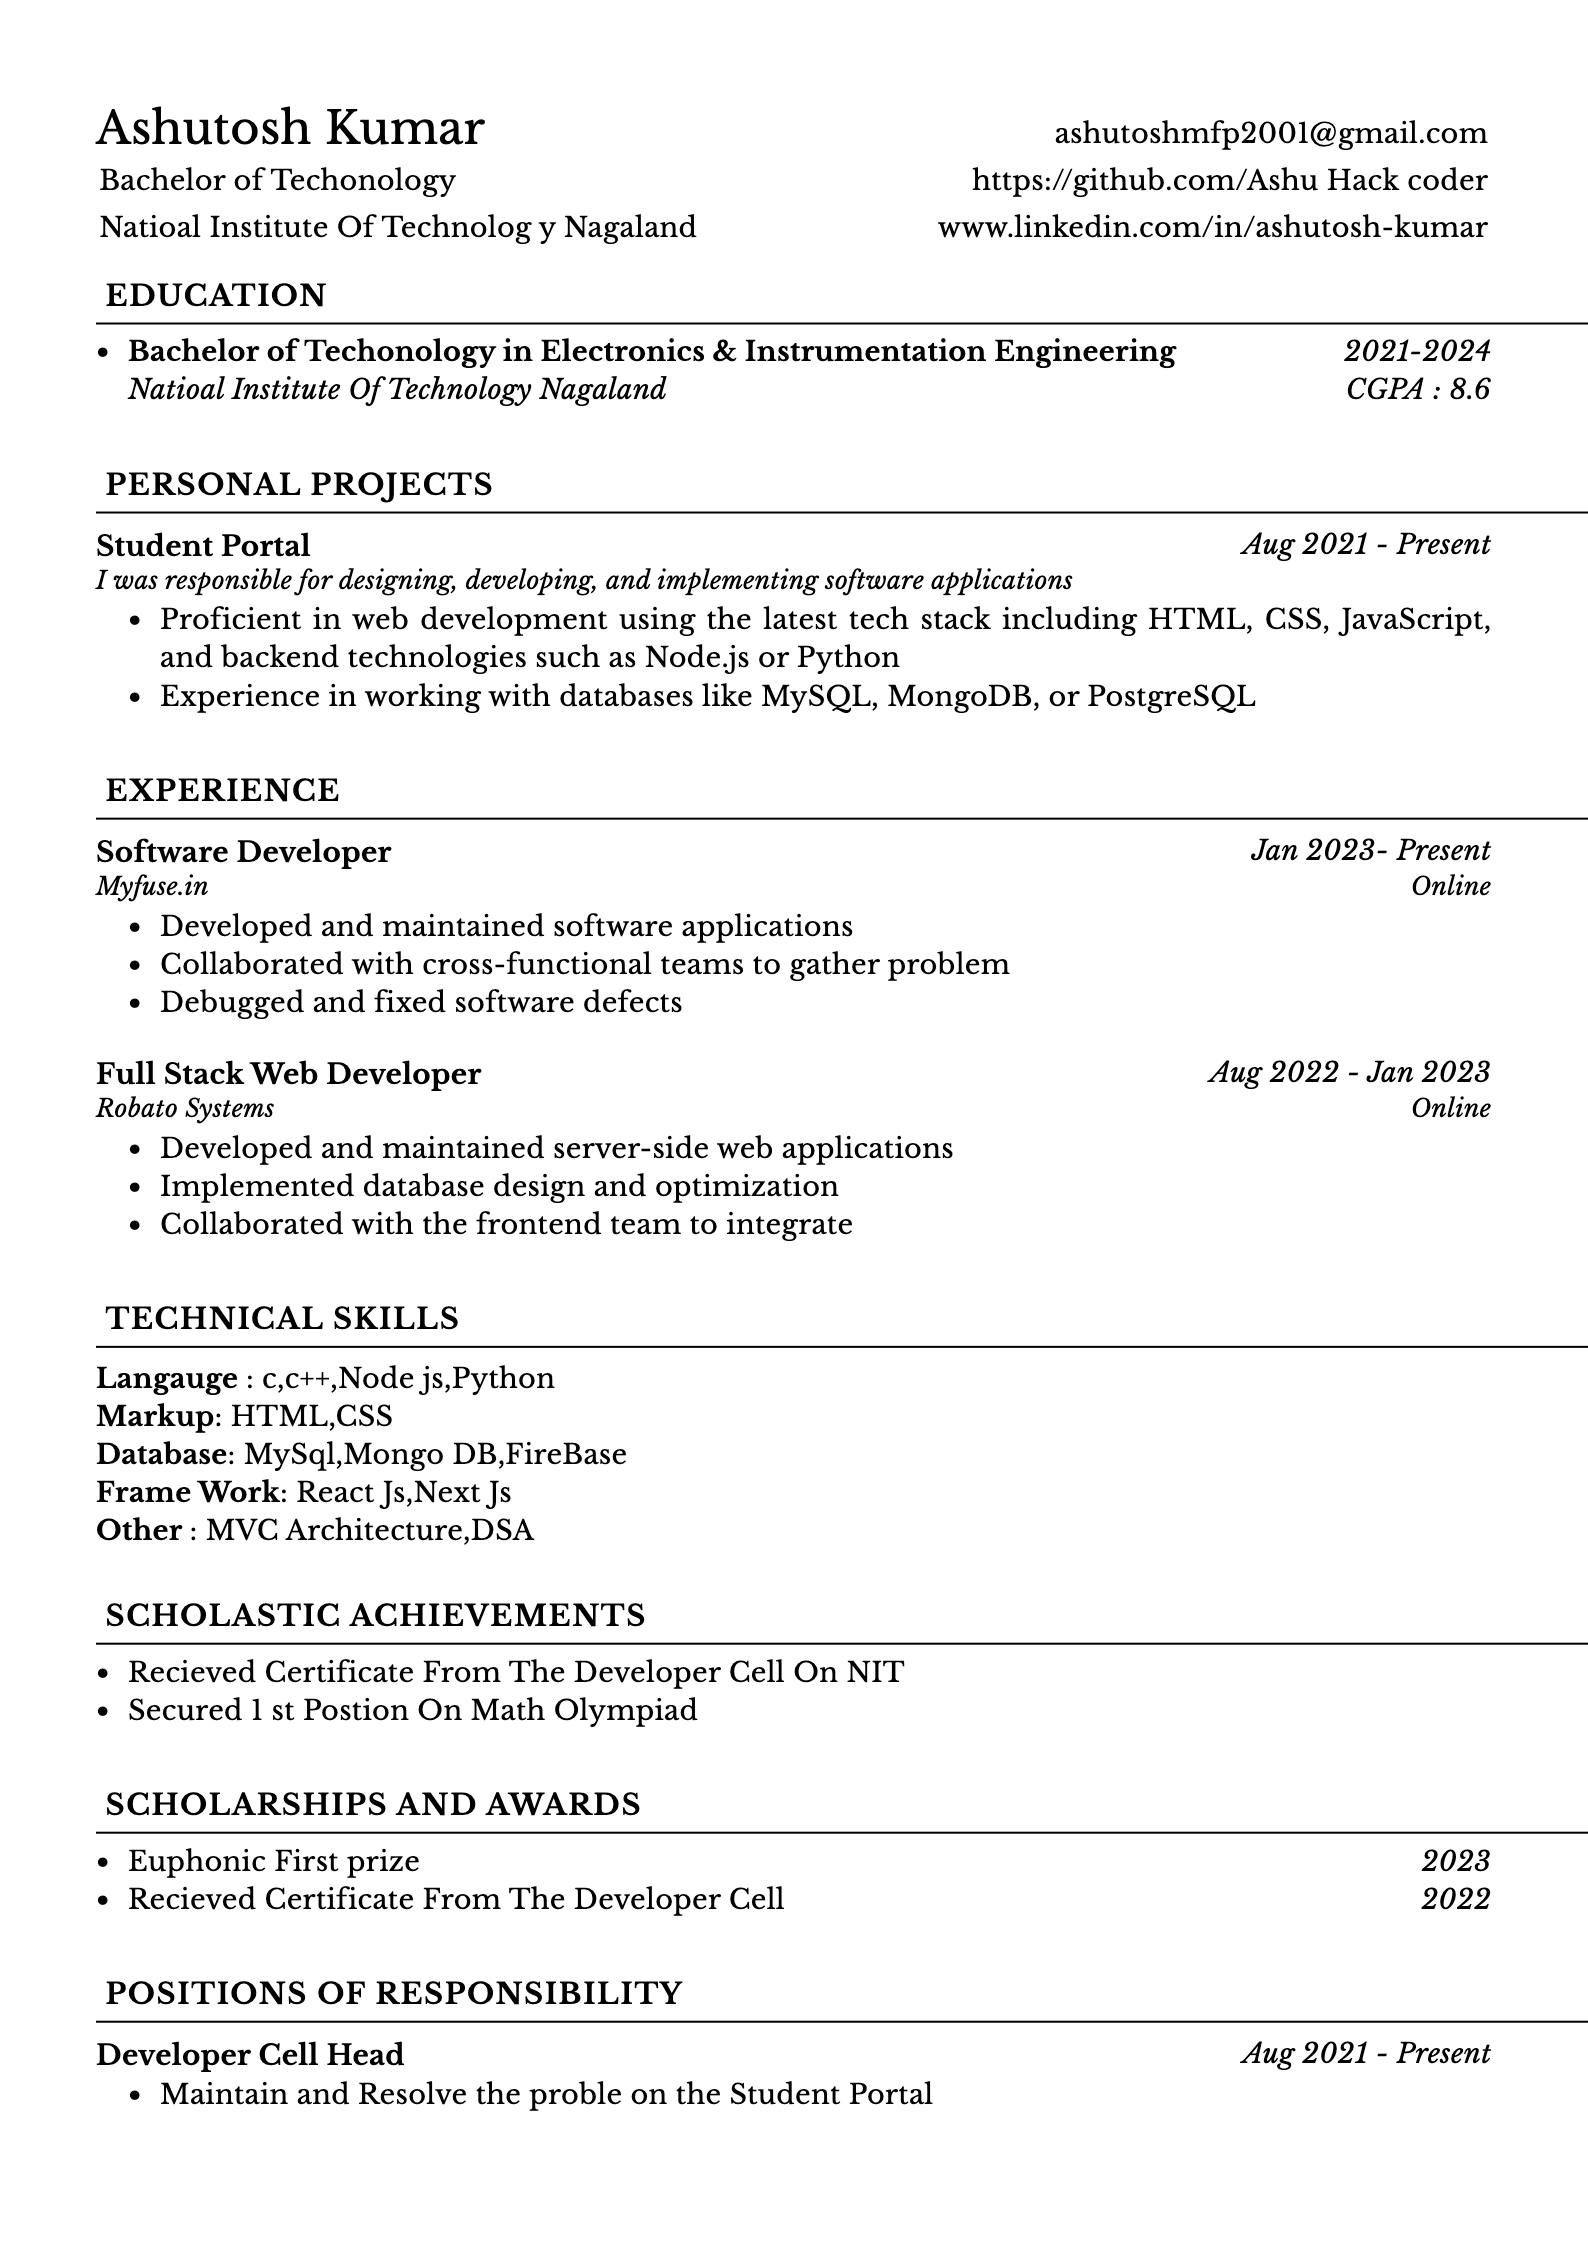 Ashutosh Kumar
ashutoshmfp2001@gmail.com
Bachelor of Techonology
https://github.com/Ashu Hack coder
Natioal Institute Of Technolog y Nagaland
www.linkedin.com/in/ashutosh-kumar
EDUCATION
• Bachelor of Techonology in Electronics & Instrumentation Engineering 2021-2024
Natioal Institute Of Technology Nagaland CGPA : 8.6
PERSONAL PROJECTS
Student Portal Aug 2021 - Present
I was responsible for designing, developing, and implementing software applications
• Proficient in web development using the latest tech stack including HTML, CSS, JavaScript,
and backend technologies such as Node.js or Python
• Experience in working with databases like MySQL, MongoDB, or PostgreSQL
EXPERIENCE
Software Developer Jan 2023- Present
Myfuse.in Online
• Developed and maintained software applications
• Collaborated with cross-functional teams to gather problem
• Debugged and fixed software defects
Full Stack Web Developer Aug 2022 - Jan 2023
Robato Systems Online
• Developed and maintained server-side web applications
• Implemented database design and optimization
• Collaborated with the frontend team to integrate
TECHNICAL SKILLS
Langauge : c,c++,Node js,Python
Markup: HTML,CSS
Database: MySql,Mongo DB,FireBase
Frame Work: React Js,Next Js
Other : MVC Architecture,DSA
SCHOLASTIC ACHIEVEMENTS
• Recieved Certificate From The Developer Cell On NIT
• Secured 1 st Postion On Math Olympiad
SCHOLARSHIPS AND AWARDS
• Euphonic First prize 2023
• Recieved Certificate From The Developer Cell 2022
POSITIONS OF RESPONSIBILITY
Developer Cell Head Aug 2021 - Present
• Maintain and Resolve the proble on the Student Portal